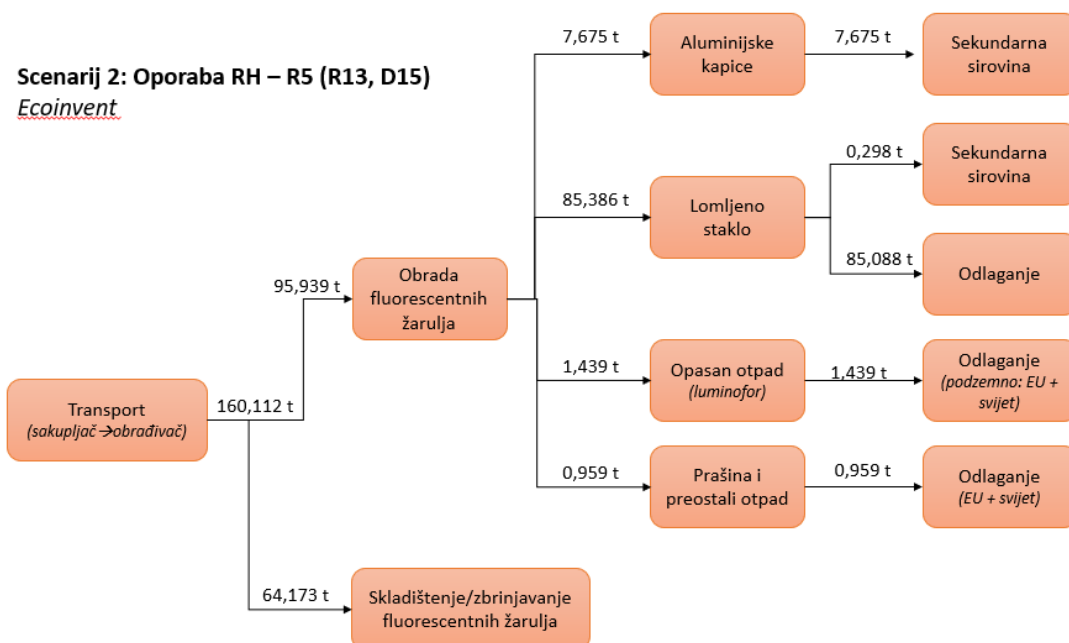 Scenarij 2: Oporaba RH – R5 (R13, D15)
Ecoinvent
7,675 t
Aluminijske
kapice
7,675 t
Sekundarna
sirovina
85,386 t
Lomljeno
staklo
0,298 t
Sekundarna
sirovina
85,088 t
Odlaganje
95,939 t
Obrada
fluorescentnih
žarulja
1,439 t
Opasan otpad
(luminofor)
1,439 t
Odlaganje
(podzemno: EU +
svijet)
Transport
(sakupljač→obrađivač)
160,112 t
0,959 t
Prašina i
preostali otpad
0,959 t
Odlaganje
(EU + svijet)
64,173 t
Skladištenje/zbrinjavanje
fluorescentnih žarulja